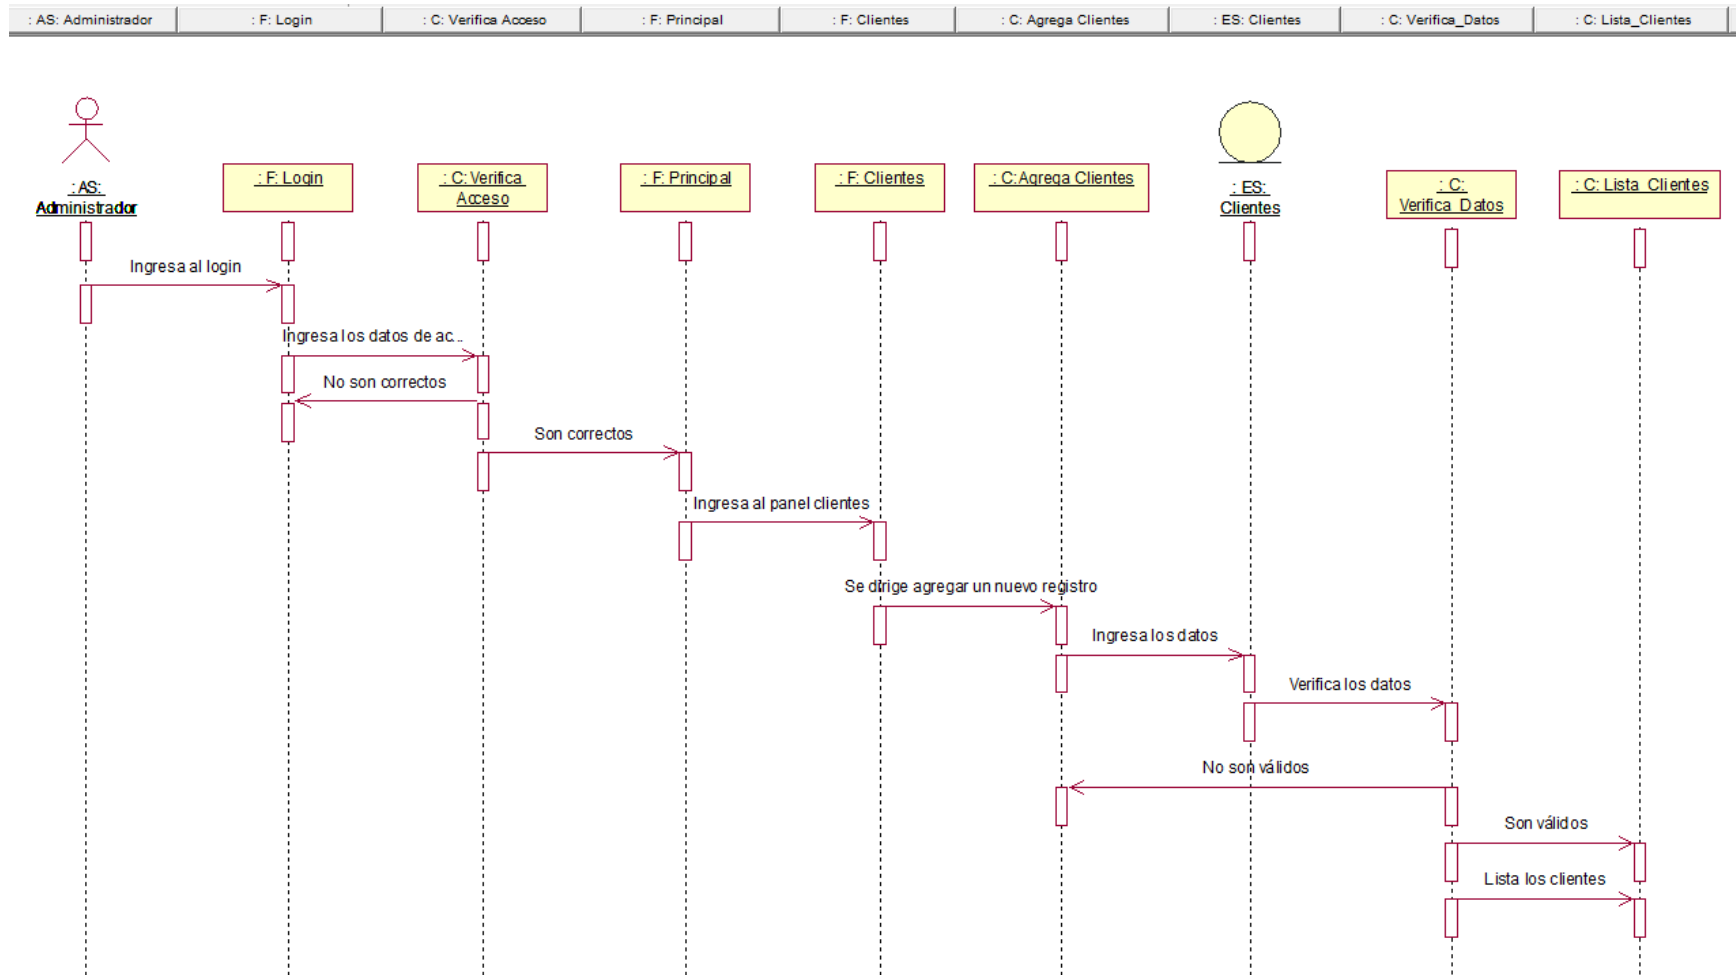 : AS: Administrador
: F: Login
: C: Verifica Acceso
: F: Principal
: F: Clientes
: C: Agrega Clientes
: ES: Clientes
: C: Verifica_Datos
: C: Lista_Clientes
: AS:
Administrador
: F: Login
: C: Verifica
Acceso
: F: Principal
: F: Clientes
: C: Agrega Clientes
: ES:
Clientes
: C:
Verifica_Datos
: C: Lista_Clientes
Ingresa al login
Ingresa los datos de ac...
No son correctos
Son correctos
Ingresa al panel clientes
Se dirige agregar un nuevo registro
Ingresa los datos
Verifica los datos
No son válidos
Son válidos
Lista los clientes